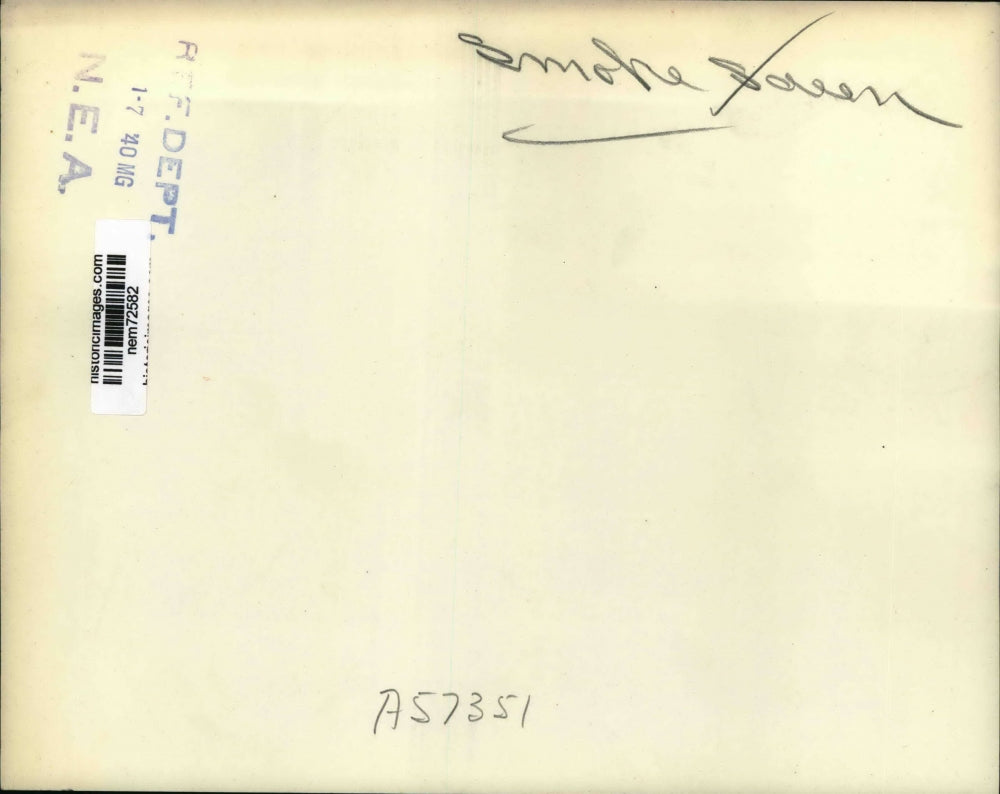 Smoke Screen
REF. DEPT.
1-7 '40 MG
N. E. A.
historicimages.com
nem72582
A57351